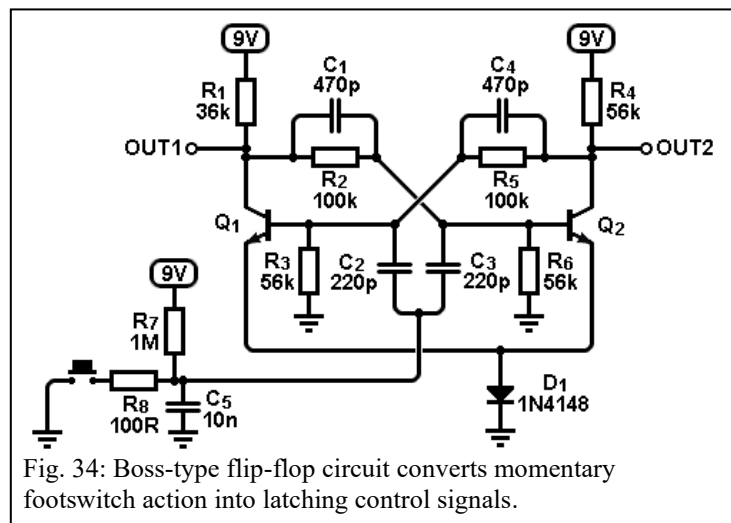 9V
9V
C1
470p
C4
470p
R1
36k
R4
56k
OUT1
OUT2
R2
100k
R5
100k
Q1
Q2
R3
56k
C2
220p
C3
220p
R6
56k
9V
R7
1M
R8
100R
C5
10n
D1
1N4148
Fig. 34: Boss-type flip-flop circuit converts momentary
footswitch action into latching control signals.